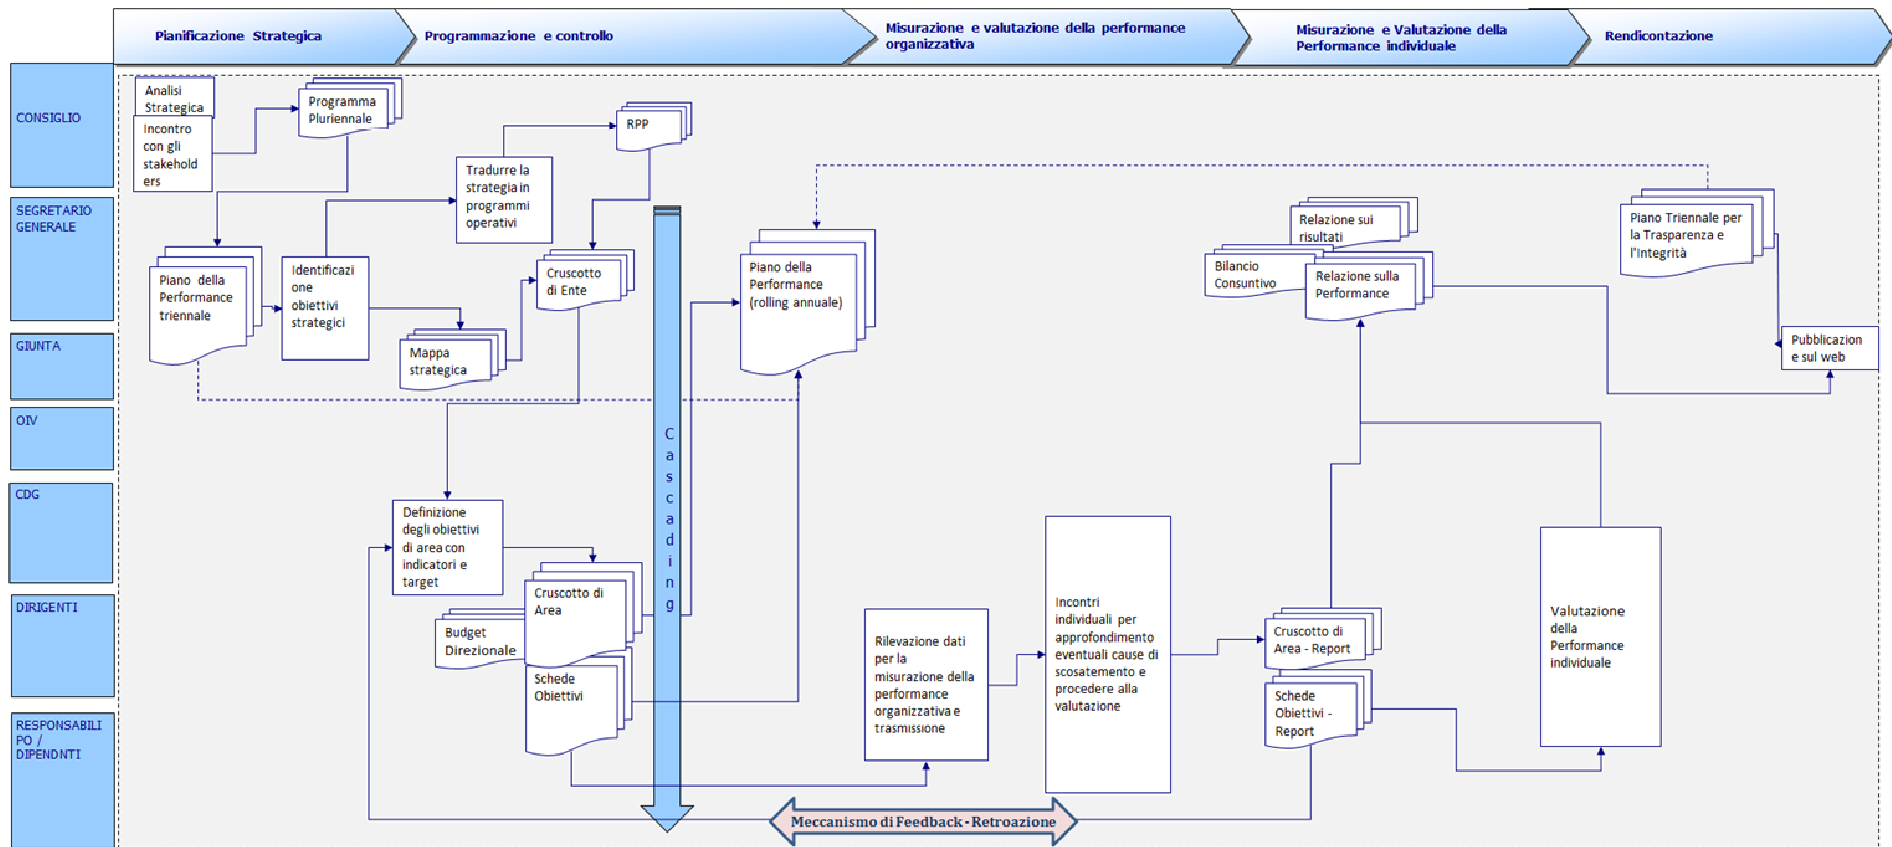 Pianificazione Strategica
Programmazione e controllo
Misurazione e valutazione della performance
organizzativa
Misurazione e Valutazione della
Performance individuale
Rendicontazione
CONSIGLIO
SEGRETARIO
GENERALE
GIUNTA
OIV
CDG
DIRIGENTI
RESPONSABILI
PO /
DIPENDNTI
Analisi
Strategica
Incontro
con gli
stakehold
ers
Programma
Pluriennale
RPP
Tradurre la
strategia in
programmi
operativi
Piano della
Performance
triennale
Identificazi
one
obiettivi
strategici
Cruscotto
di Ente
Mappa
strategica
Piano della
Performance
(rolling annuale)
Relazione sui
risultati
Bilancio
Consuntivo
Relazione sulla
Performance
Piano Triennale per
la Trasparenza e
l'Integrità
Pubblicazion
e sul web
Cascading
Definizione
degli obiettivi
di area con
indicatori e
target
Cruscotto di
Area
Budget
Direzionale
Schede
Obiettivi
Rilevazione dati
per la
misurazione della
performance
organizzativa e
trasmissione
Incontri
individuali per
approfondimento
eventuali cause di
scosatemento e
procedere alla
valutazione
Cruscotto di
Area - Report
Schede
Obiettivi -
Report
Valutazione
della
Performance
individuale
Meccanismo di Feedback - Retroazione